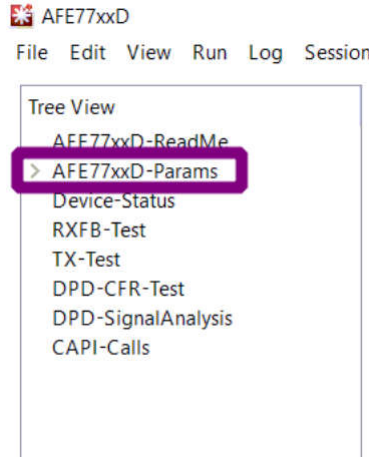 AFE77xxD
File Edit View Run Log Session
Tree View
AFE77xxD-ReadMe
> AFE77xxD-Params
Device-Status
RXFB-Test
TX-Test
DPD-CFR-Test
DPD-SignalAnalysis
CAPI-Calls